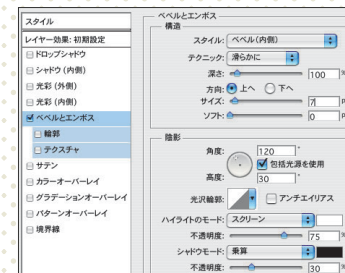 スタイル
レイヤー効果: 初期設定
ドロップシャドウ
シャドウ (内側)
光彩 (外側)
光彩 (内側)
ベベルとエンボス
輪郭
テクスチャ
サテン
カラーオーバーレイ
グラデーションオーバーレイ
パターンオーバーレイ
境界線
ベベルとエンボス
構造
スタイル: ベベル(内側)
テクニック: 滑らかに
深さ: 100 %
方向: 上へ 下へ
サイズ: 7 p
ソフト: 0 p
陰影
角度: 120 °
包括光源を使用
高度: 30 °
光沢輪郭: アンチエイリアス
ハイライトのモード: スクリーン
不透明度: 75 %
シャドウモード: 乗算
不透明度: 30 %